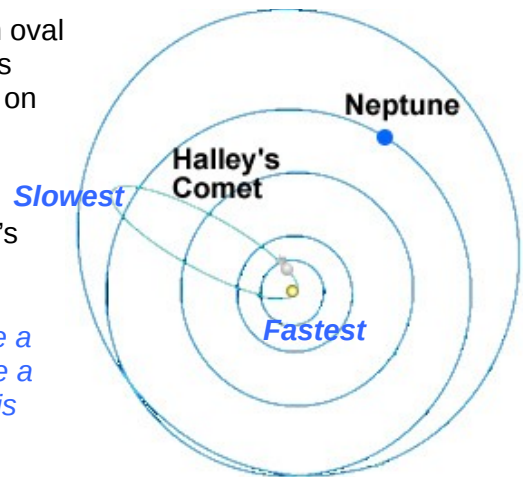 oval
s
on
Neptune
Halley's
Comet
Slowest
's
Fastest
e a
e a
is